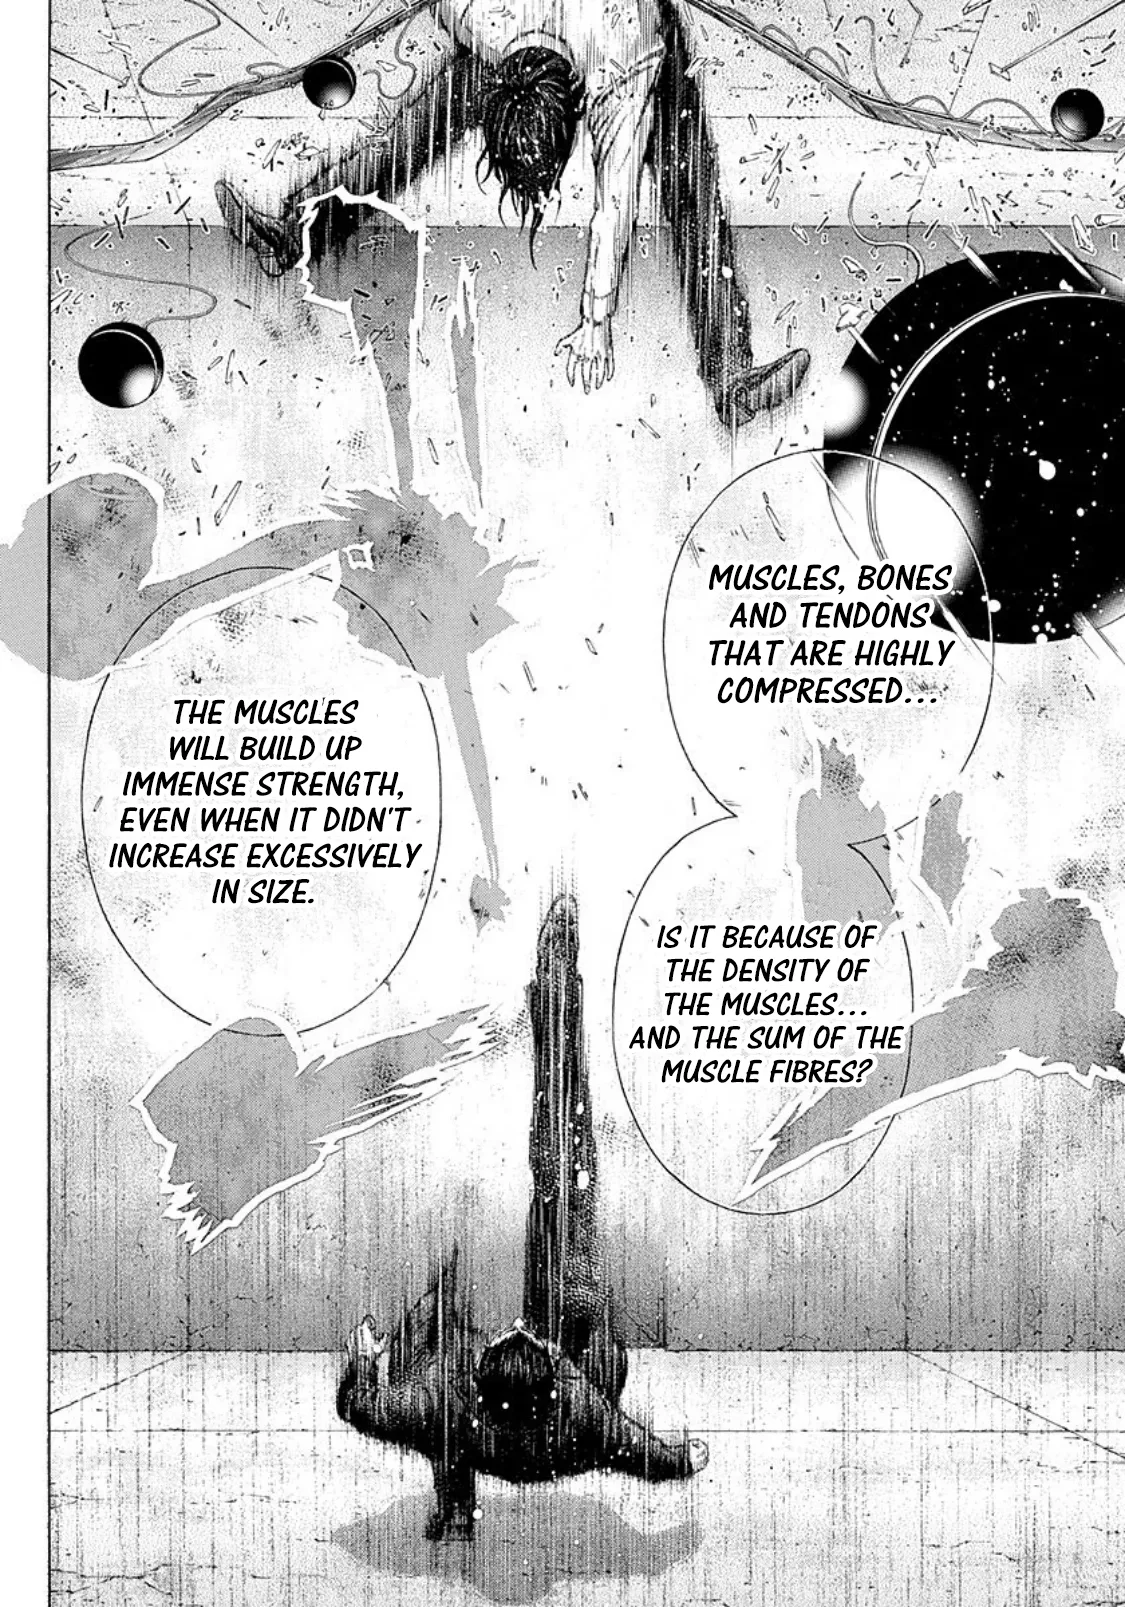 MUSCLES, BONES
AND TENDONS
THAT ARE HIGHLY
COMPRESSED...
IS IT BECAUSE OF
THE DENSITY OF
THE MUSCLES...
AND THE SUM OF THE
MUSCLE FIBRES?
THE MUSCLES
WILL BUILD UP
IMMENSE STRENGTH,
EVEN WHEN IT DIDN'T
INCREASE EXCESSIVELY
IN SIZE.